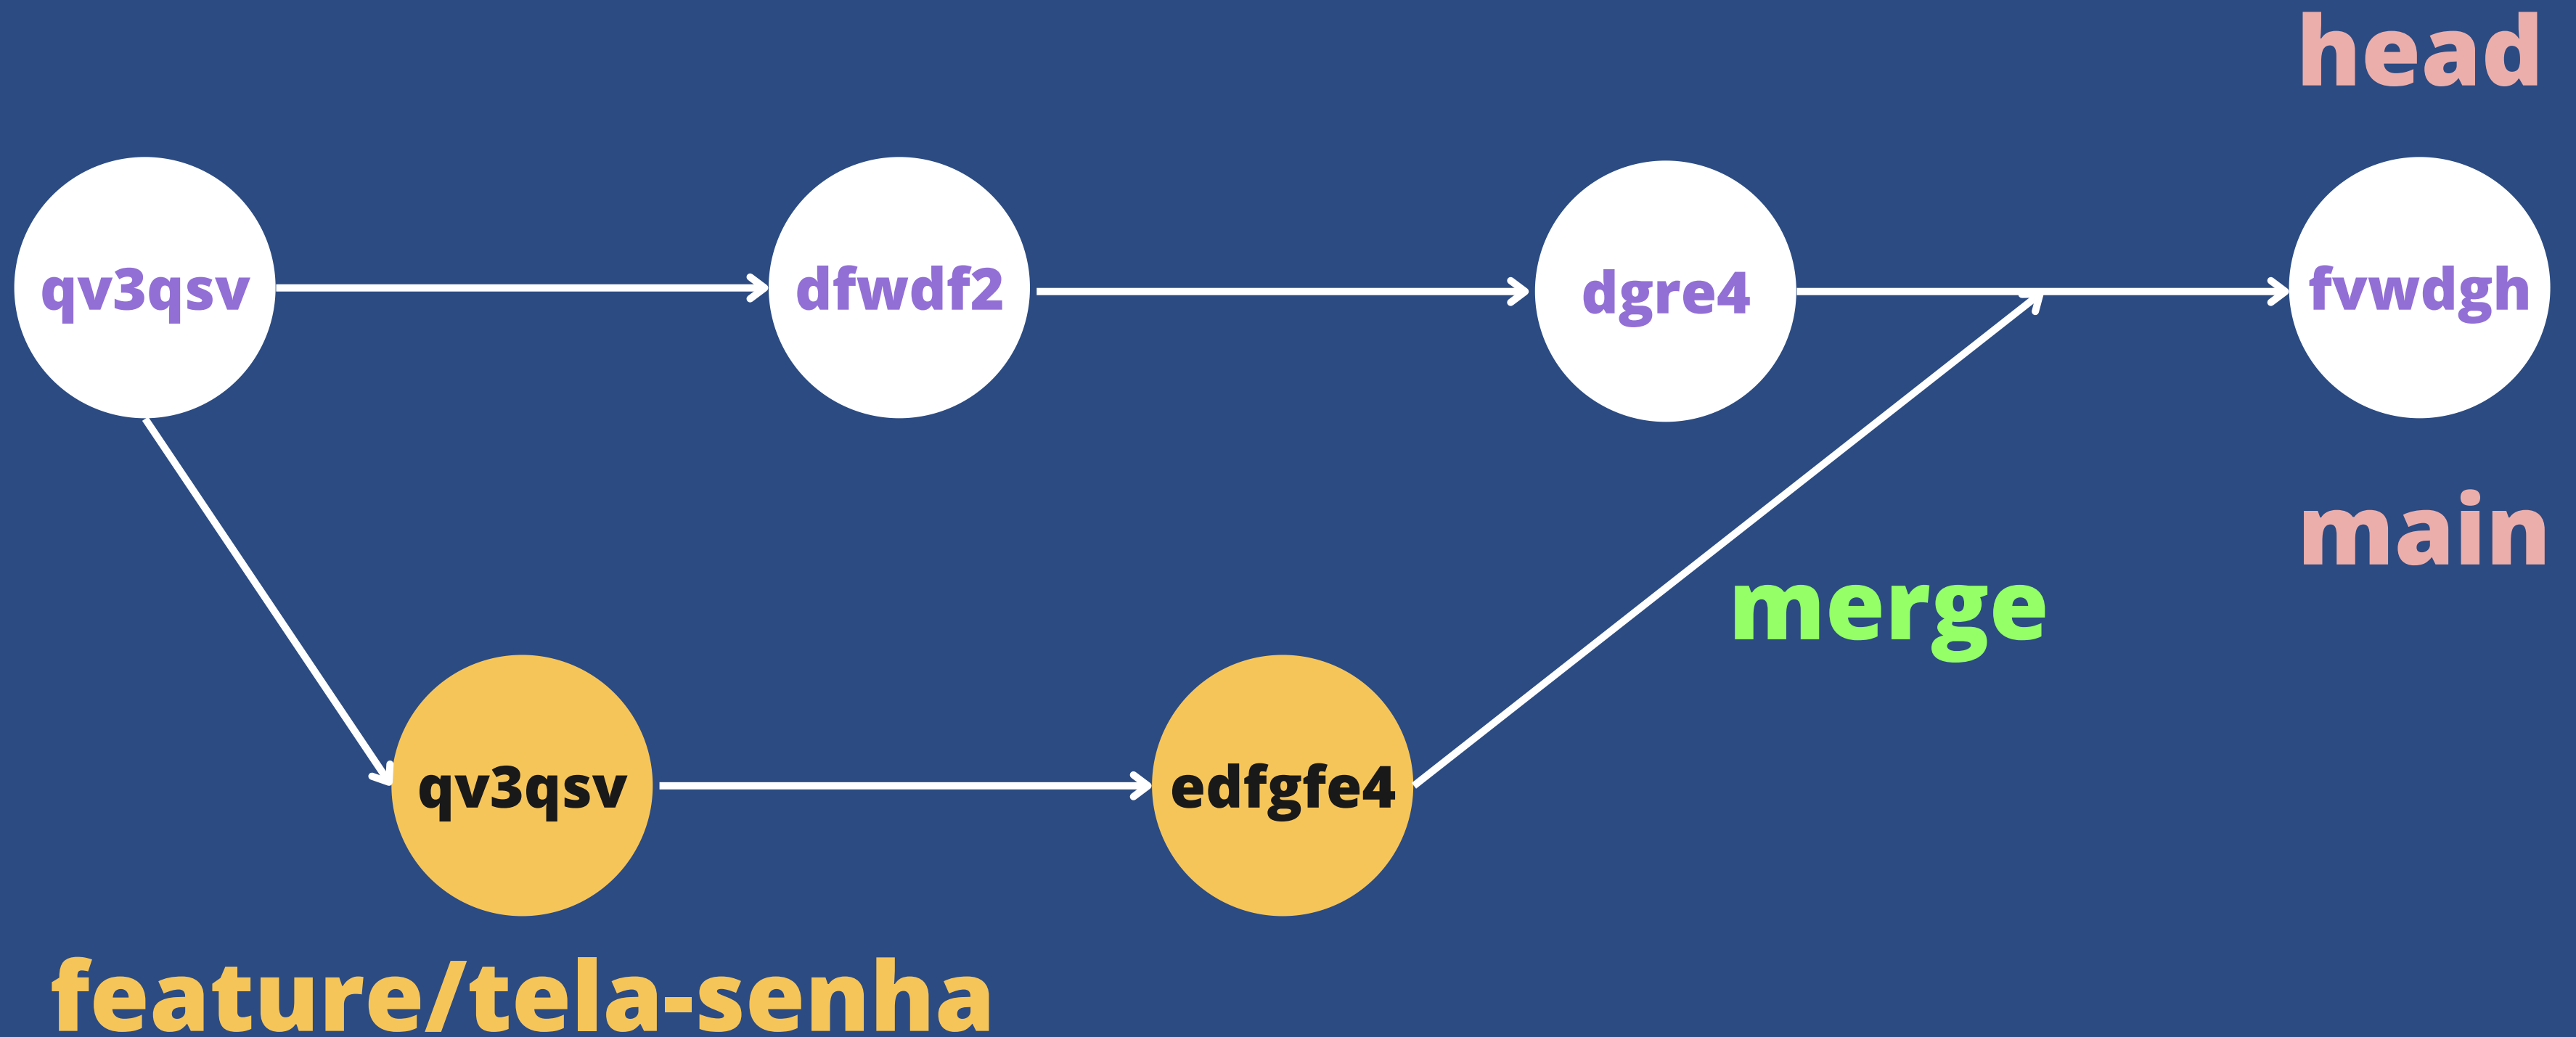 head
qv3qsv
dfwdf2
dgre4
fvwdgh
main
merge
qv3qsv
edfgfe4
feature/tela-senha